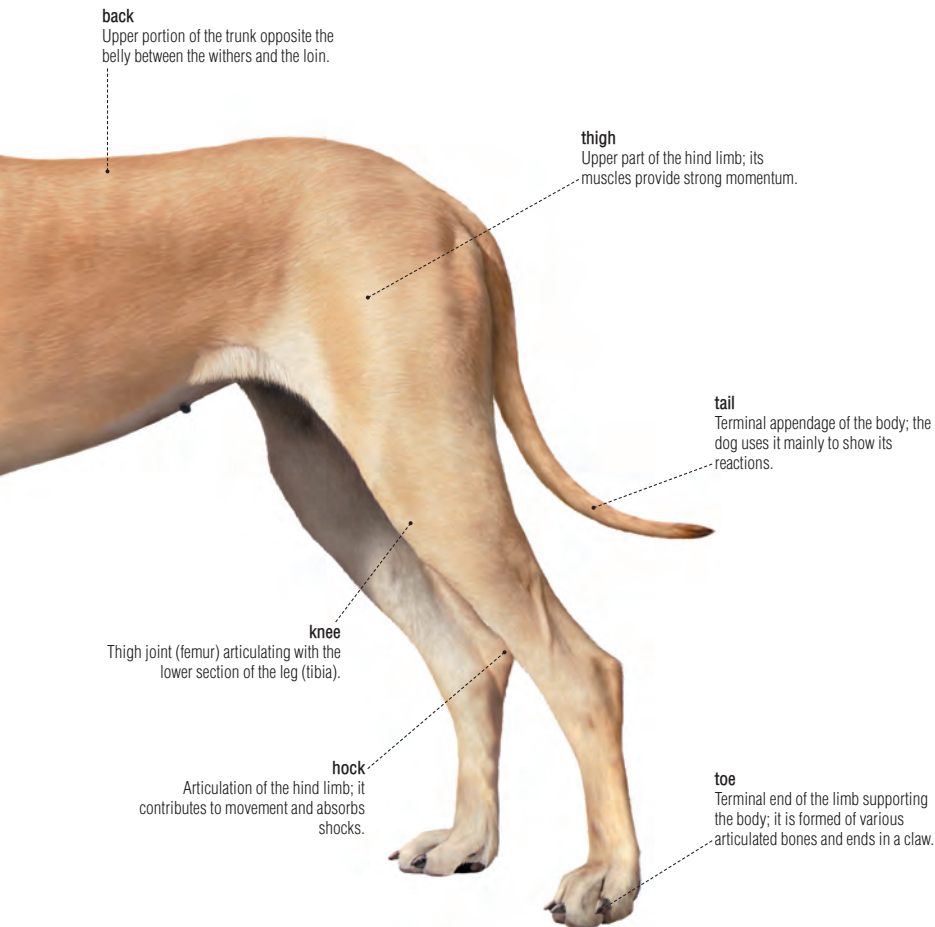 back
Upper portion of the trunk opposite the
belly between the withers and the loin.
thigh
Upper part of the hind limb; its
muscles provide strong momentum.
tail
Terminal appendage of the body; the
dog uses it mainly to show its
reactions.
knee
Thigh joint (femur) articulating with the
lower section of the leg (tibia).
hock
Articulation of the hind limb; it
contributes to movement and absorbs
shocks.
toe
Terminal end of the limb supporting
the body; it is formed of various
articulated bones and ends in a claw.